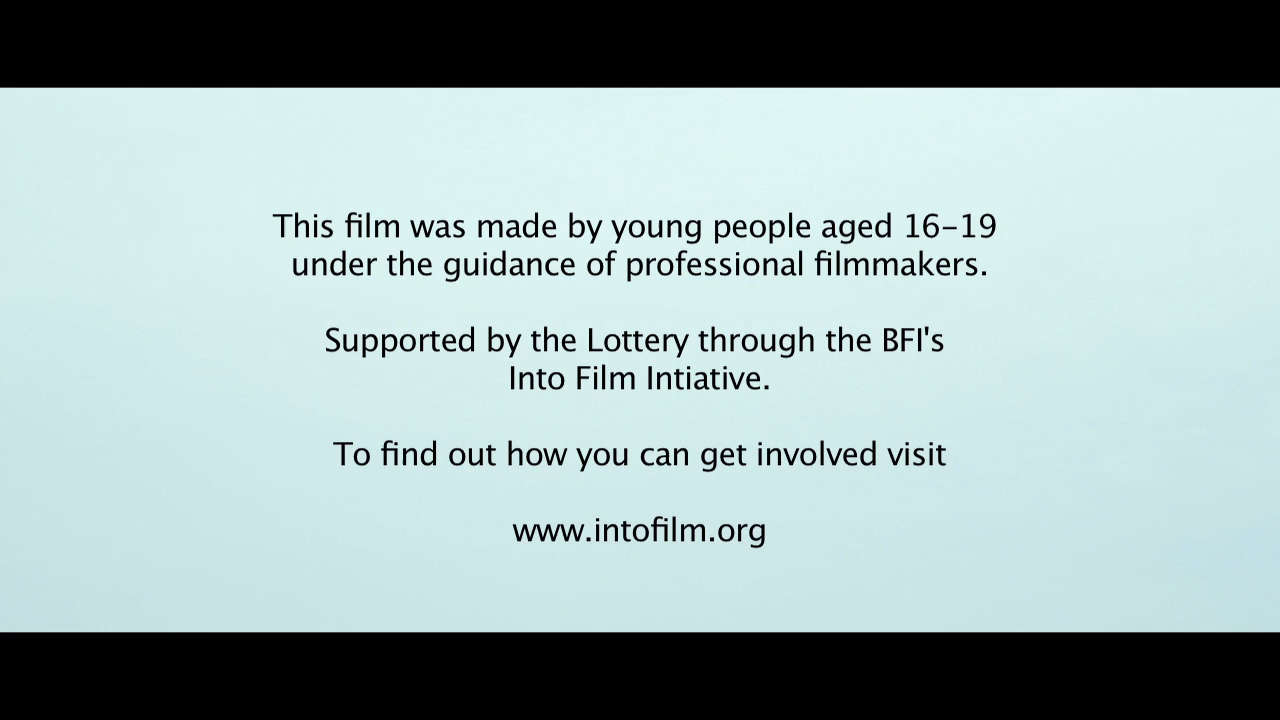 This film was made by young people aged 16-19
under the guidance of professional filmmakers.
Supported by the Lottery through the BFI's
Into Film Intiative.
To find out how you can get involved visit
www.intofilm.org